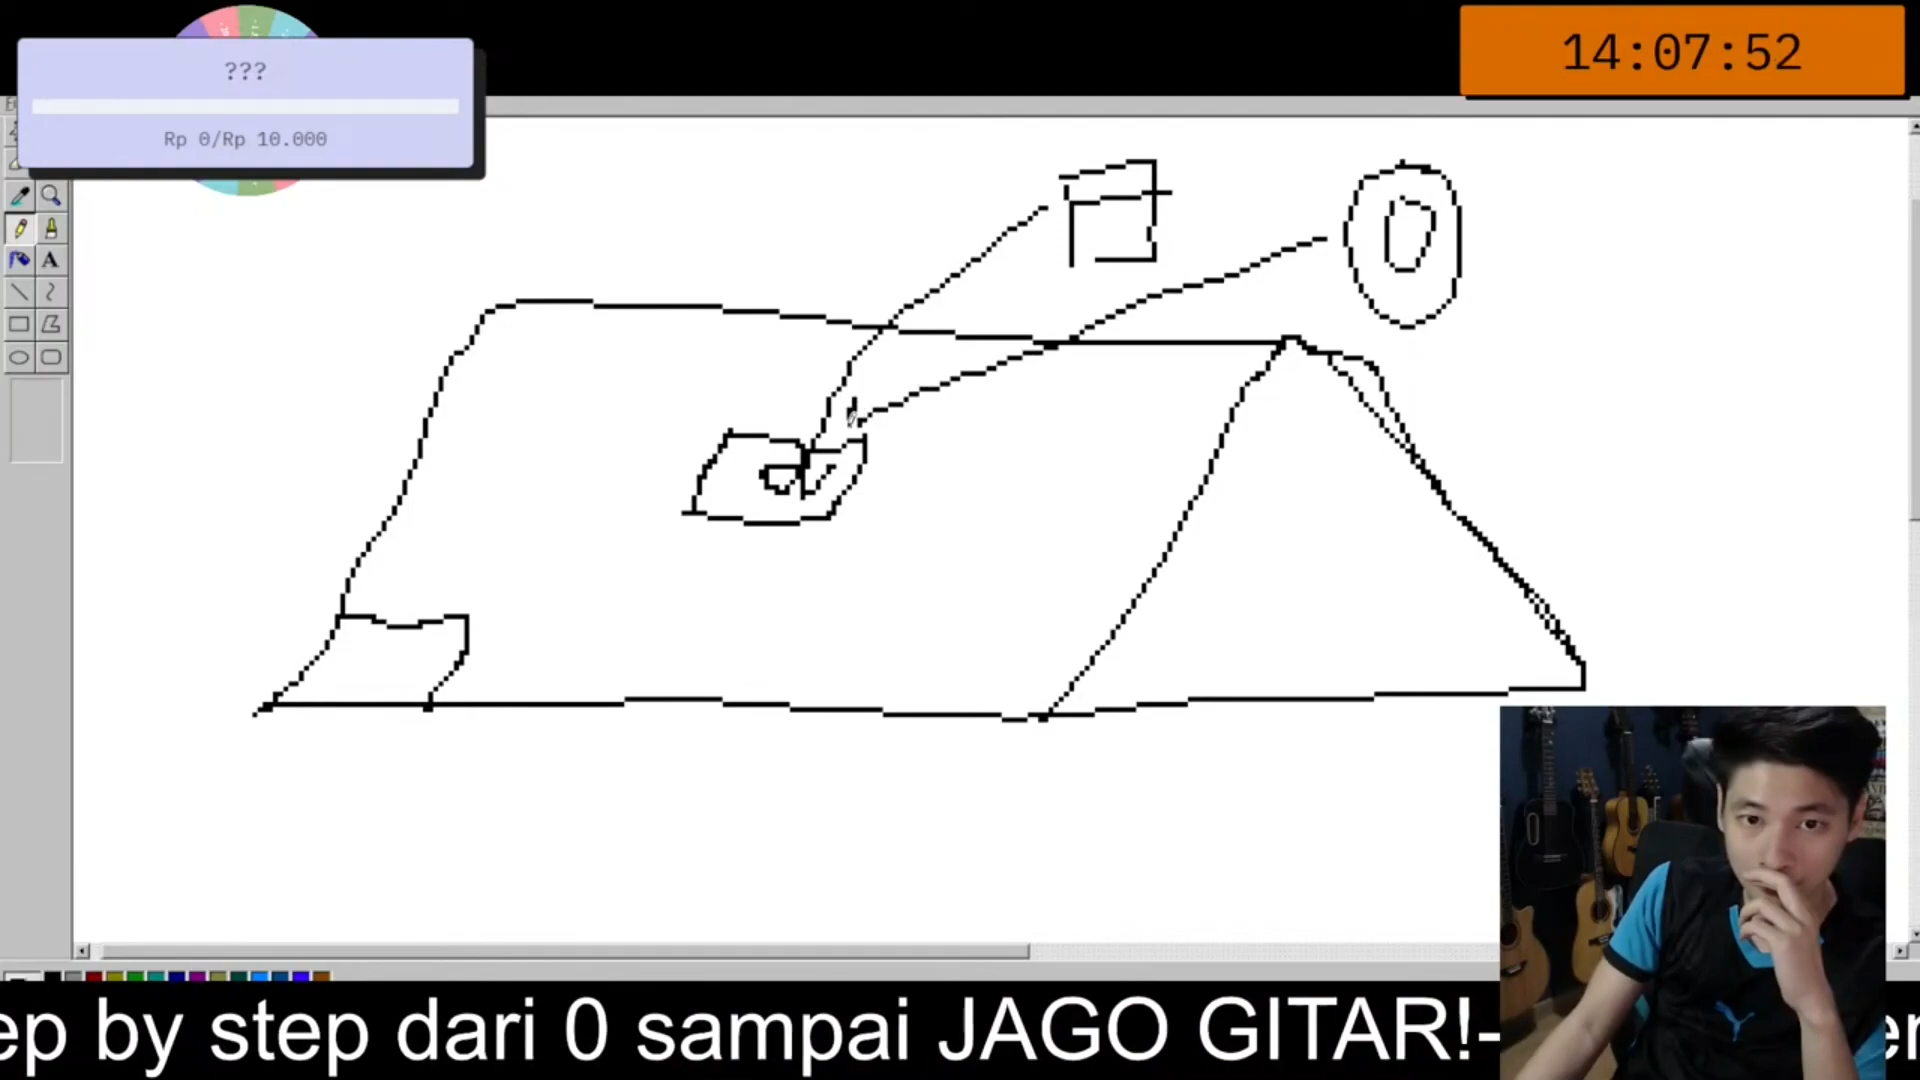 ???
14:07:52
Rp 0/Rp 10.000
A
ep by step dari 0 sampai JAGO GITAR!-